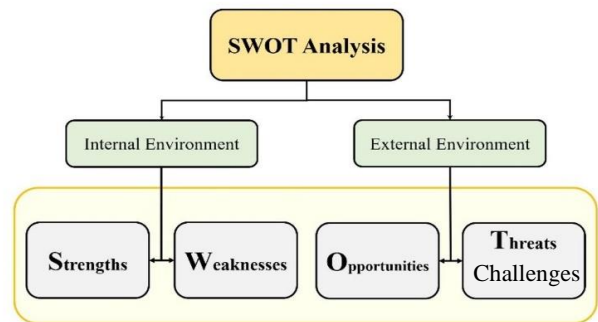 SWOT Analysis
Internal Environment
External Environment
Strengths
Weaknesses
Opportunities
Threats
Challenges